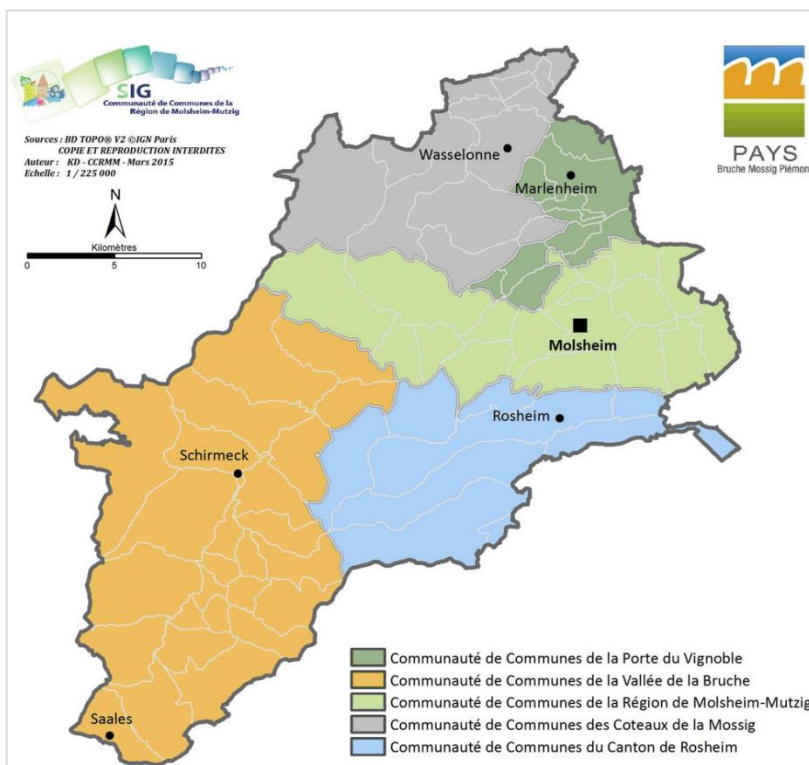 SIG
Communauté de Communes de la
Région de Molsheim-Mutzig
Sources : BD TOPO® V2 ©IGN Paris
COPIE ET REPRODUCTION INTERDITES
Auteur : KD - CCRMM - Mars 2015
Echelle : 1 / 225 000
N
Kilomètres
0 5 10
PAYS
Bruche Mossig Piémont
Wasselonne
Marlenheim
Molsheim
Rosheim
Schirmeck
Saales
Communauté de Communes de la Porte du Vignoble
Communauté de Communes de la Vallée de la Bruche
Communauté de Communes de la Région de Molsheim-Mutzig
Communauté de Communes des Coteaux de la Mossig
Communauté de Communes du Canton de Rosheim